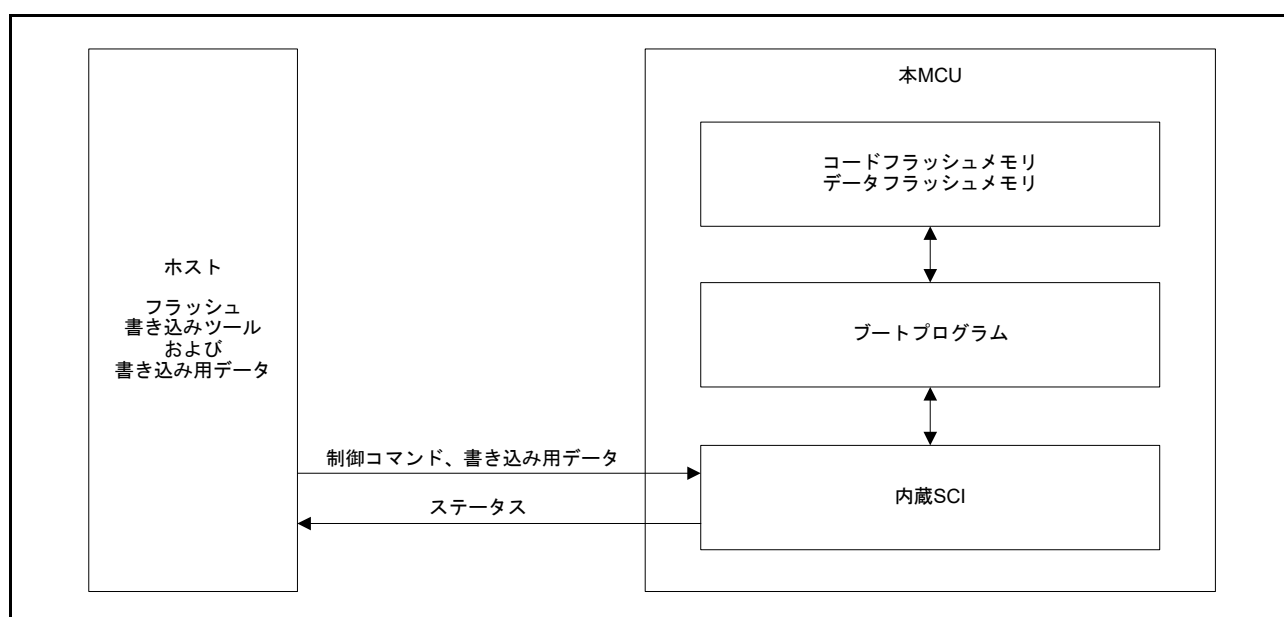 ホスト
フラッシュ
書き込みツール
および
書き込み用データ
制御コマンド、書き込み用データ
ステータス
本MCU
コードフラッシュメモリ
データフラッシュメモリ
ブートプログラム
内蔵SCI